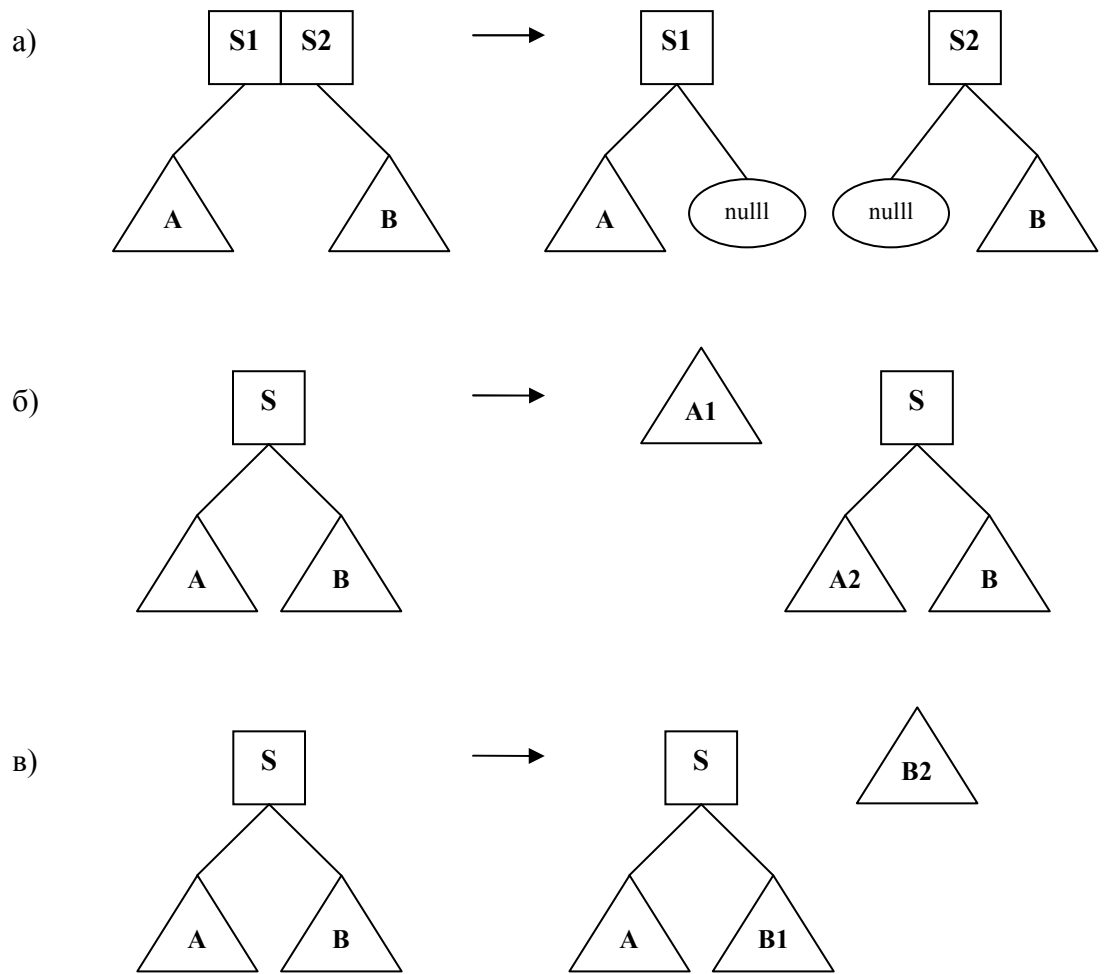 а) S1 S2 S1 S2
A B A nulll nulll B
б) S A1 S
A B A2 B
в) S S B2
A B A B1